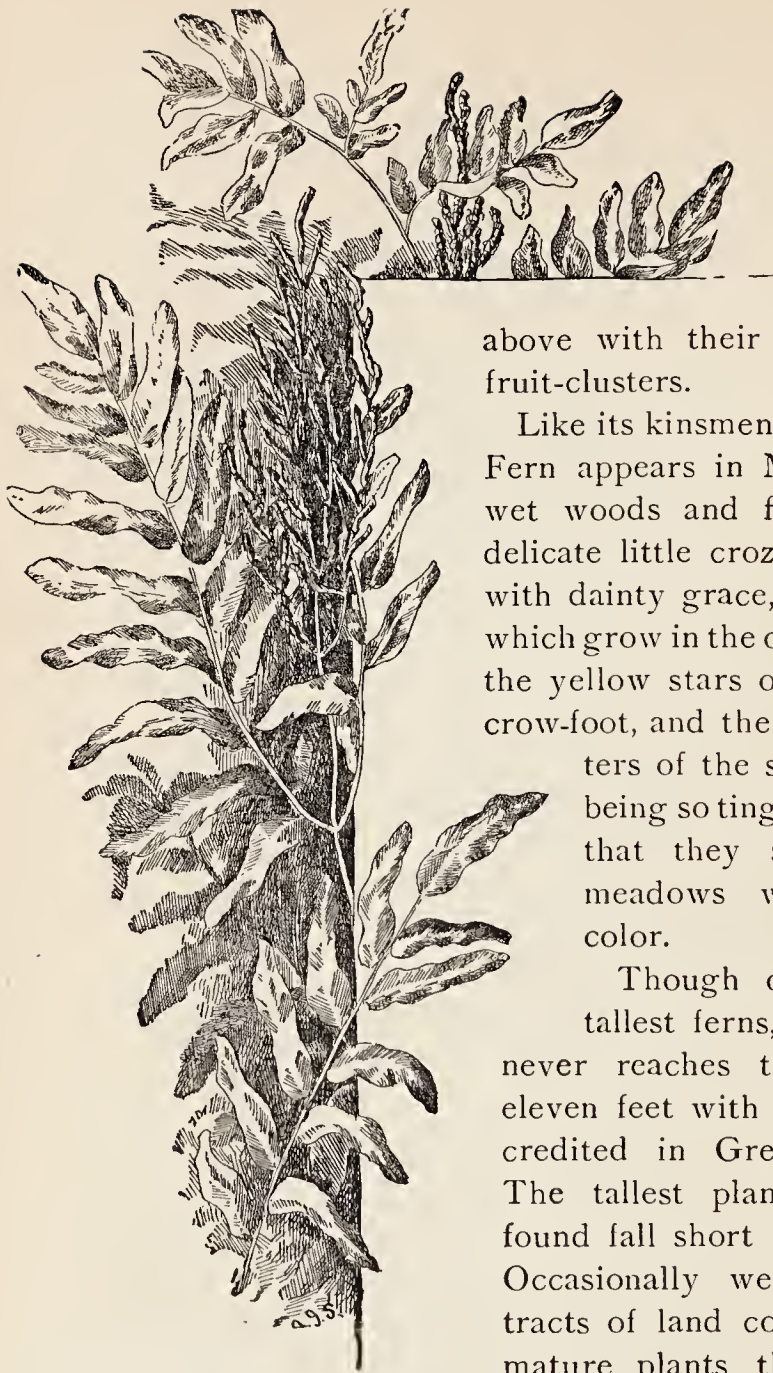 above with their
fruit-clusters.
Like its kinsmen
Fern appears in
wet woods and f
delicate little croz
with dainty grace,
which grow in the
the yellow stars o
crow-foot, and the
ters of the s
being so ting
that they s
meadows
color.
Though
tallest ferns,
never reaches t
eleven feet with
credited in Gre
The tallest plan
found fall short
Occasionally we
tracts of land co
mature plants th